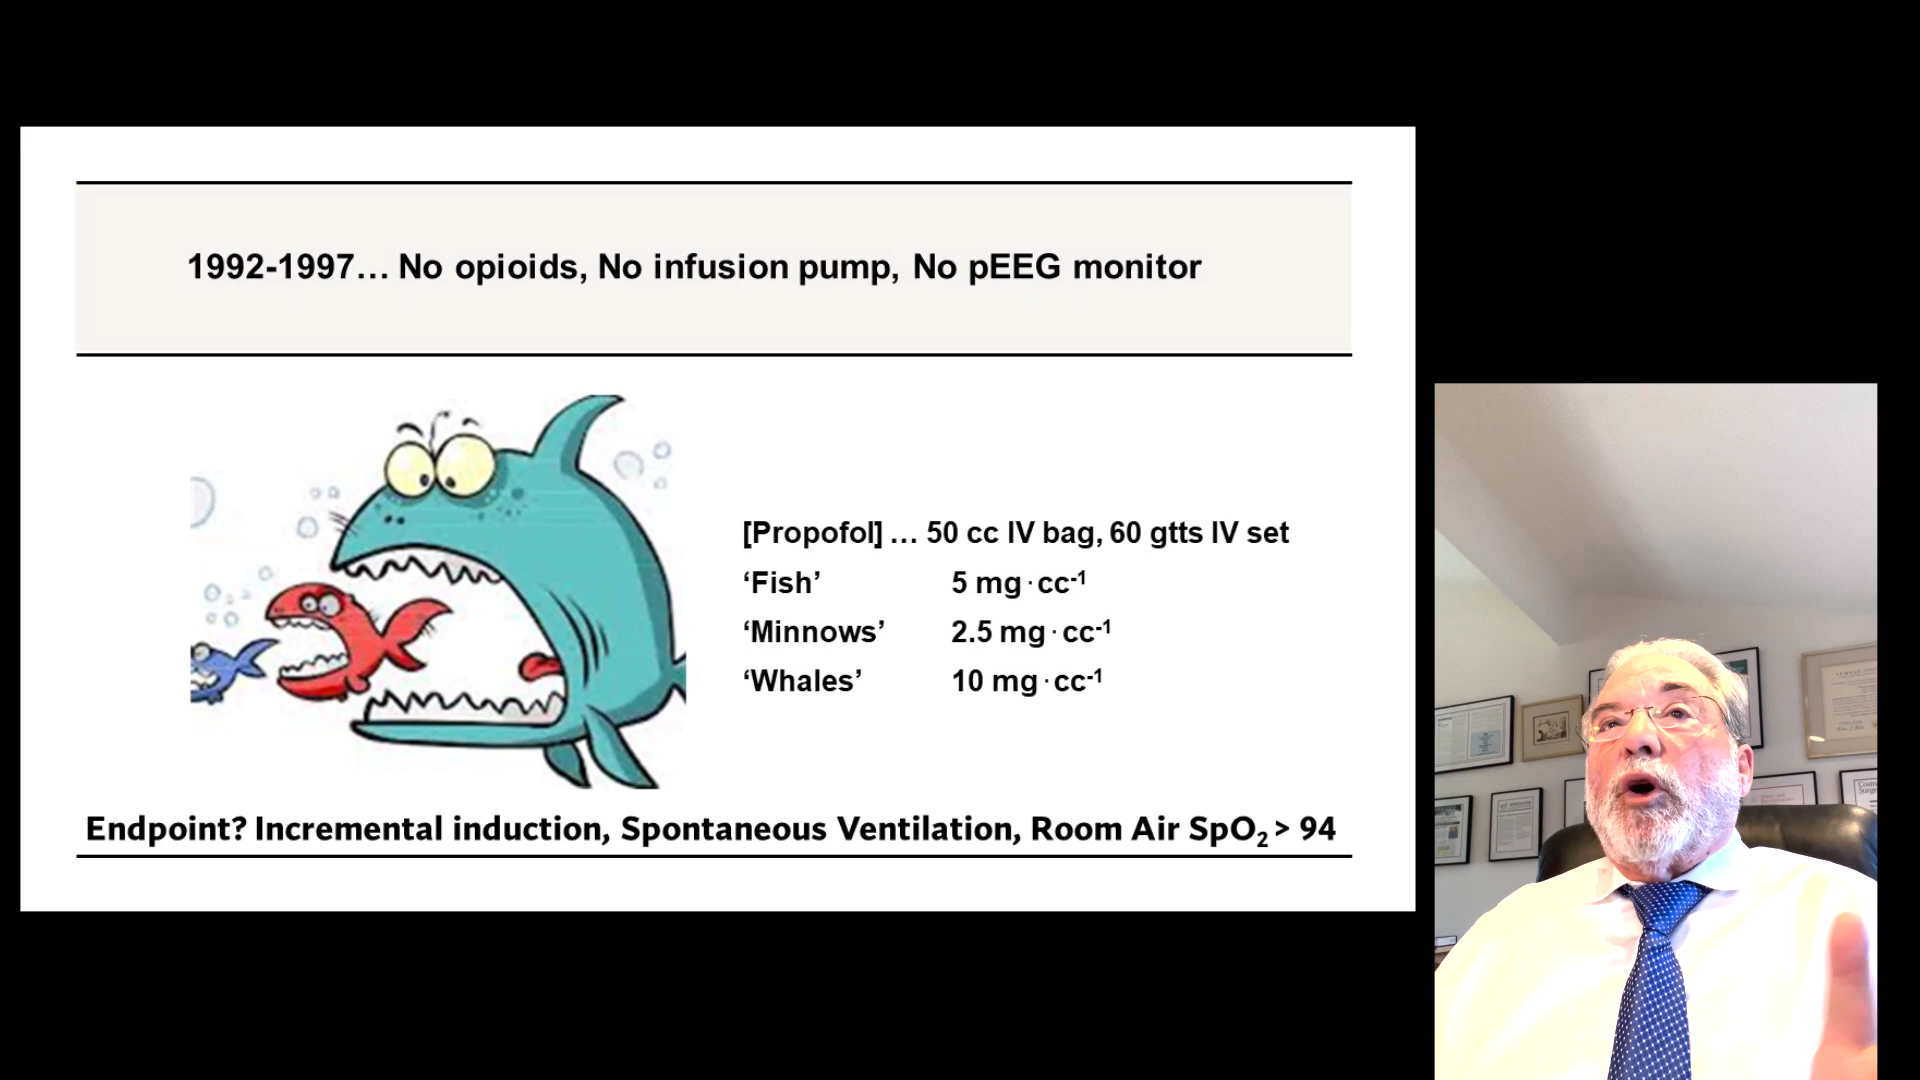 1992-1997… No opioids, No infusion pump, No pEEG monitor
[Propofol] … 50 cc IV bag, 60 gtts IV set
‘Fish’ 5 mg·cc⁻¹
‘Minnows’ 2.5 mg·cc⁻¹
‘Whales’ 10 mg·cc⁻¹
Endpoint? Incremental induction, Spontaneous Ventilation, Room Air SpO₂ > 94